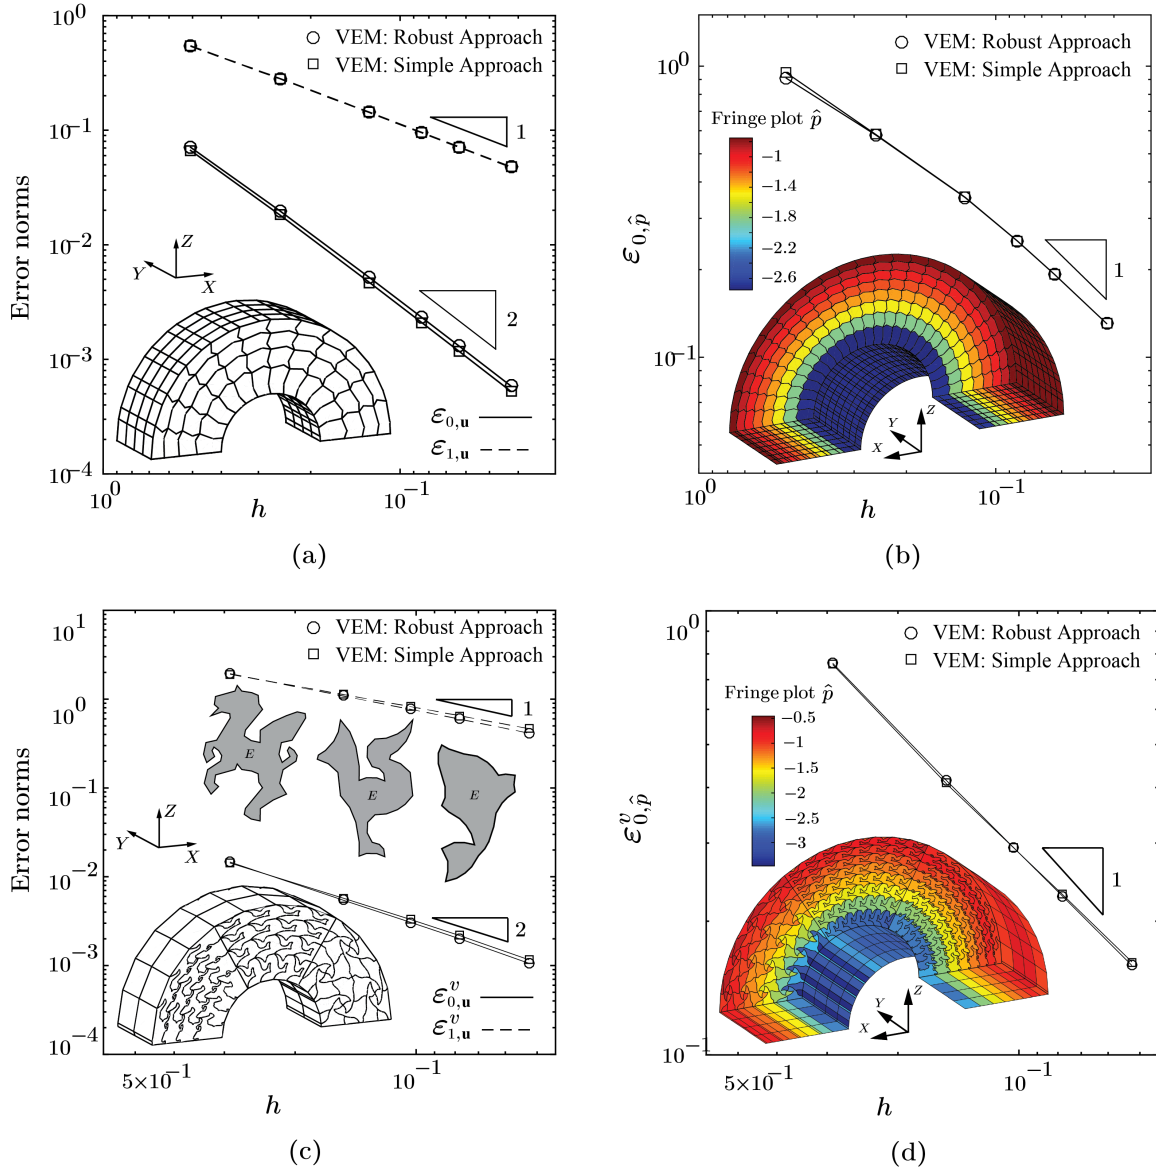 10^0
10^-1
10^-2
10^-3
10^-4
Error norms
VEM: Robust Approach
VEM: Simple Approach
1
2
Z
Y
X
ε_{0,u}
ε_{1,u}
10^0
10^-1
h
(a)
10^0
10^-1
ε_{0,p̂}
VEM: Robust Approach
VEM: Simple Approach
Fringe plot p̂
−1
−1.4
−1.8
−2.2
−2.6
1
Z
Y
X
10^0
10^-1
h
(b)
10^1
10^0
10^-1
10^-2
10^-3
10^-4
Error norms
VEM: Robust Approach
VEM: Simple Approach
1
E
E
E
Z
Y
X
2
ε^v_{0,u}
ε^v_{1,u}
5×10^-1
10^-1
h
(c)
10^0
10^-1
ε^v_{0,p̂}
VEM: Robust Approach
VEM: Simple Approach
Fringe plot p̂
−0.5
−1
−1.5
−2
−2.5
−3
1
Z
Y
X
5×10^-1
10^-1
h
(d)